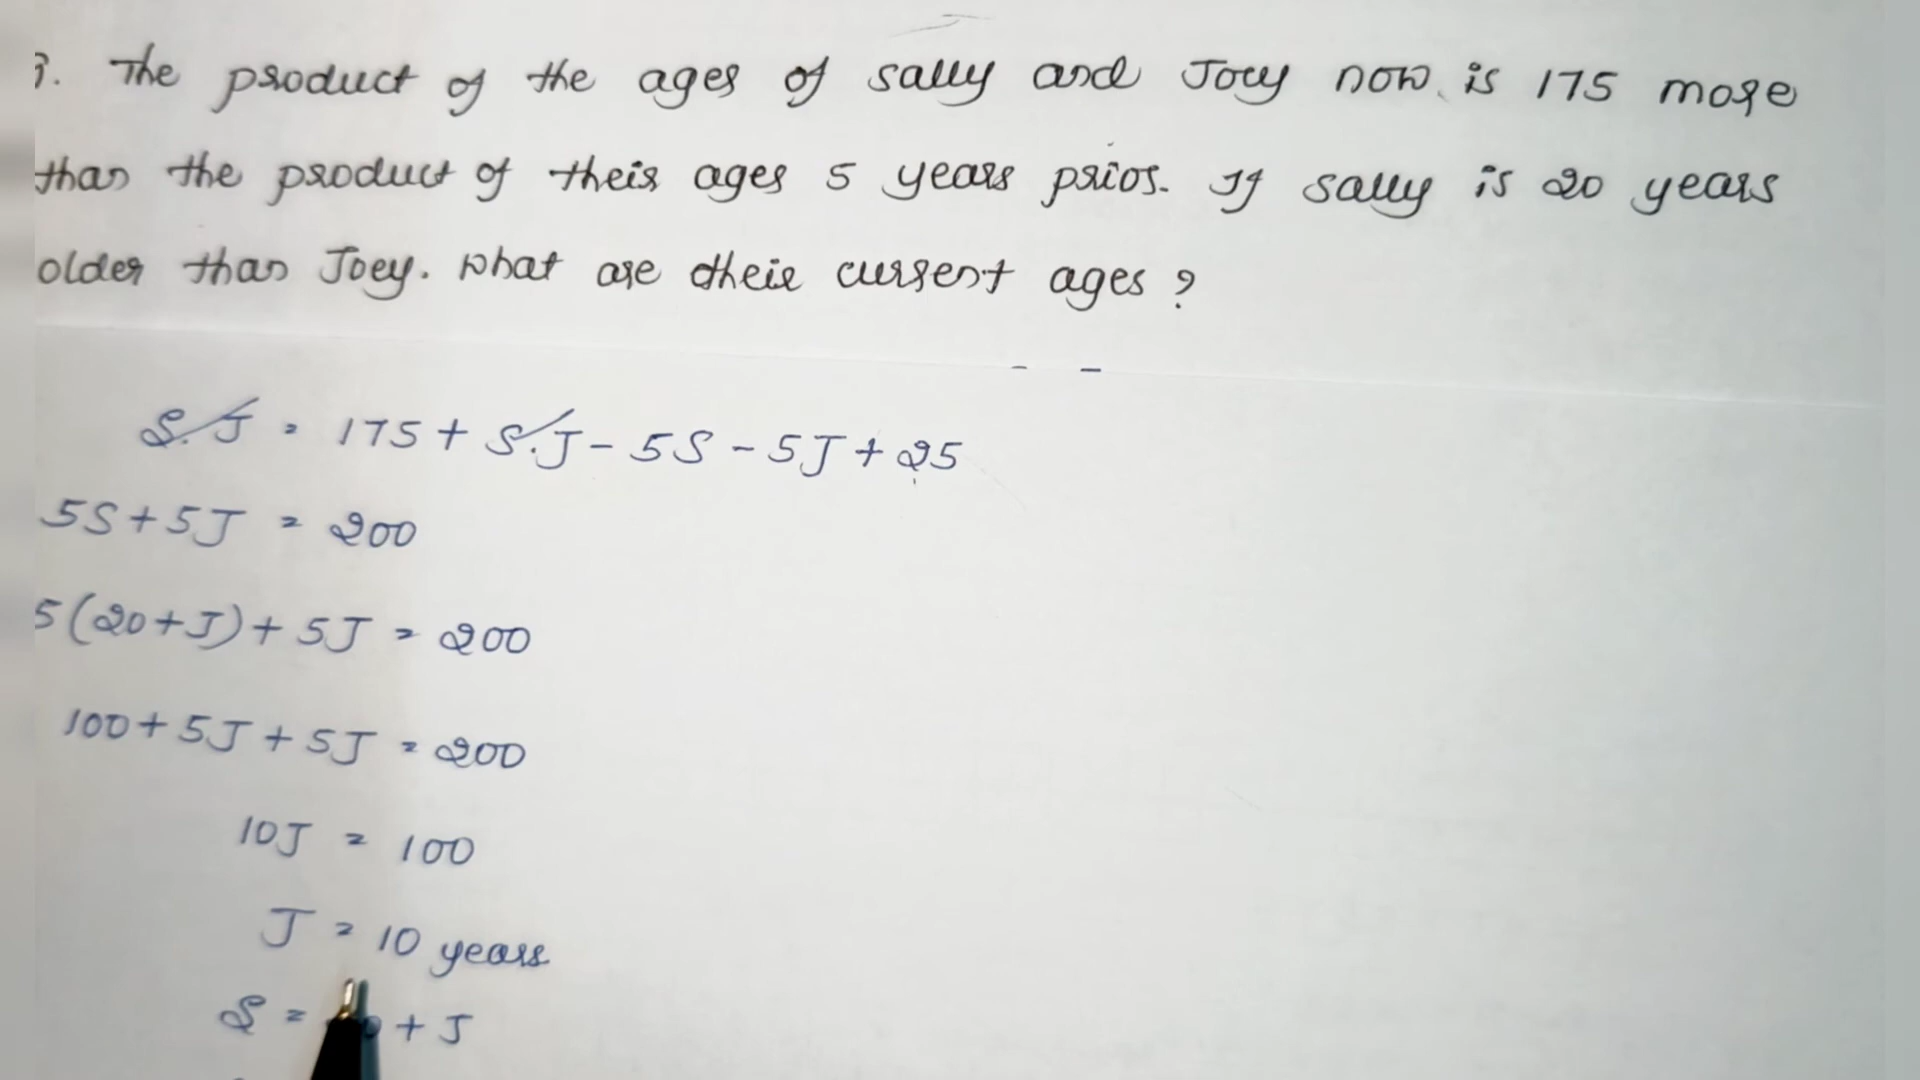 The product of the ages of sally and Joey now is 175 more
than the product of their ages 5 years prior. If sally is 20 years
older than Joey. what are their current ages?
S.J = 175 + S.J - 5S - 5J + 25
5S + 5J = 200
5(20+J) + 5J = 200
100 + 5J + 5J = 200
10J = 100
J = 10 years
S = + J